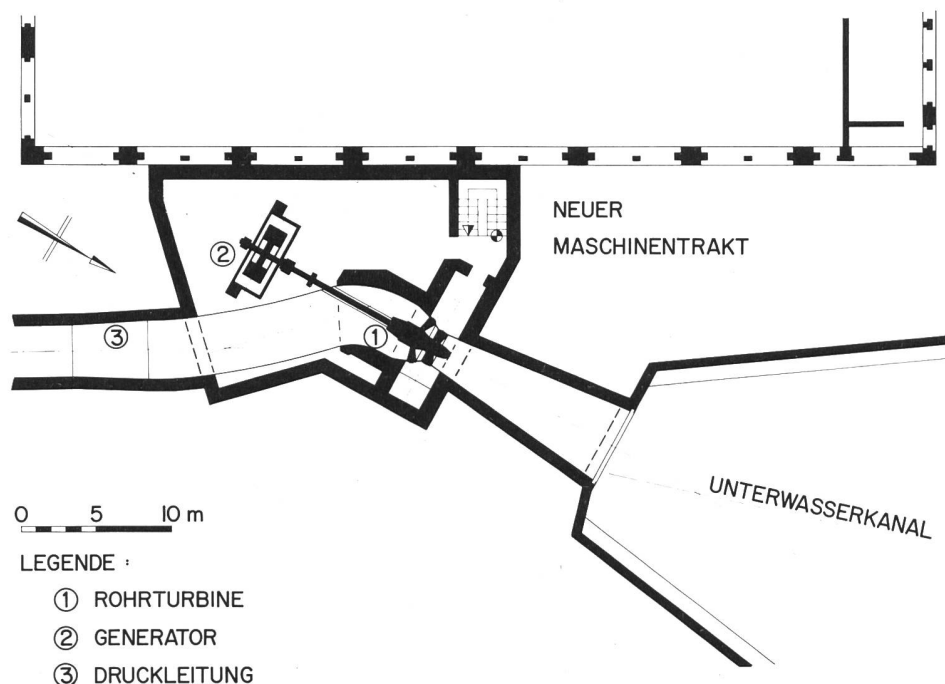 NEUER
MASCHINENTRAKT
②
①
③
UNTERWASSERKANAL
0 5 10 m
LEGENDE :
① ROHRTURBINE
② GENERATOR
③ DRUCKLEITUNG